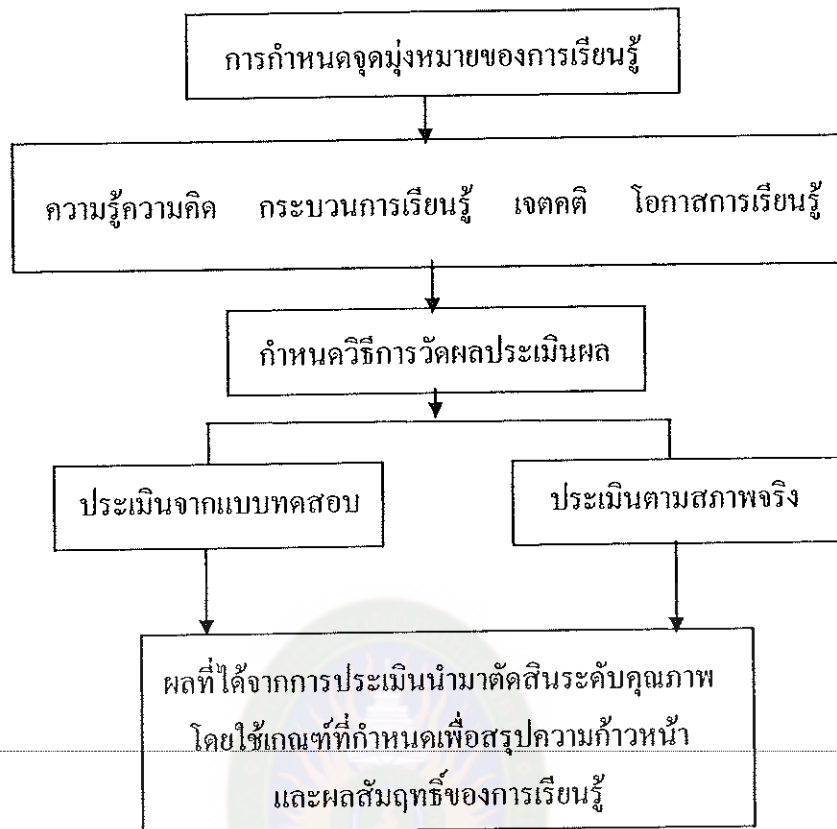 การกำหนดจุดมุ่งหมายของการเรียนรู้
ความรู้ความคิด กระบวนการเรียนรู้ เจตคติ โอกาสการเรียนรู้
กำหนดวิธีการวัดผลประเมินผล
ประเมินจากแบบทดสอบ
ประเมินตามสภาพจริง
ผลที่ได้จากการประเมินนำมาตัดสินระดับคุณภาพ
โดยใช้เกณฑ์ที่กำหนดเพื่อสรุปความก้าวหน้า
และผลสัมฤทธิ์ของการเรียนรู้